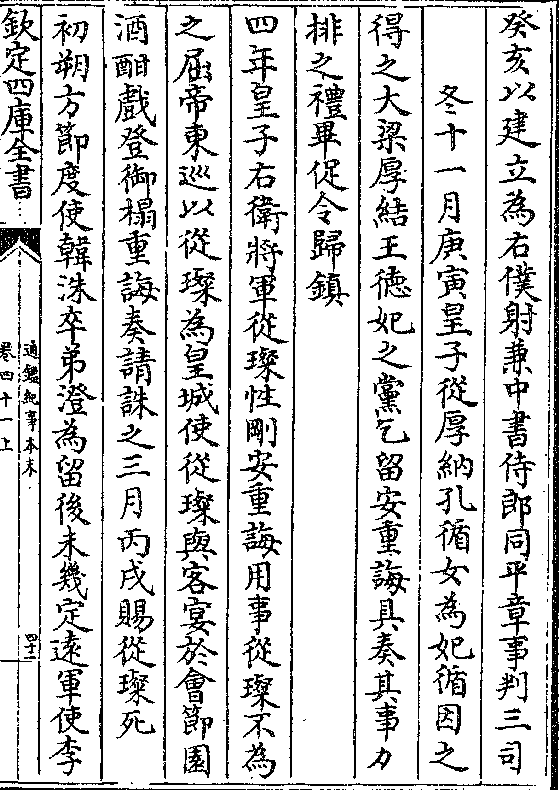 癸亥以建立為右僕射兼中書侍郎同平章事判三司
冬十一月庚寅皇子從厚納孔循女為妃循因之
得之大梁厚結王德妃之黨乞留安重誨具奏其事力
排之禮畢促令歸鎮
四年皇子右衛將軍從璨性剛安重誨用事從璨不為
之屈帝東巡以從璨為皇城使從璨與客宴於會節園
酒酣戲登御榻重誨奏請誅之三月丙戌賜從璨死
初朔方節度使韓洙卒弟澄為留後未幾定遠軍使李
欽定四庫全書
通鑑紀事本末
卷四十一上
四十二